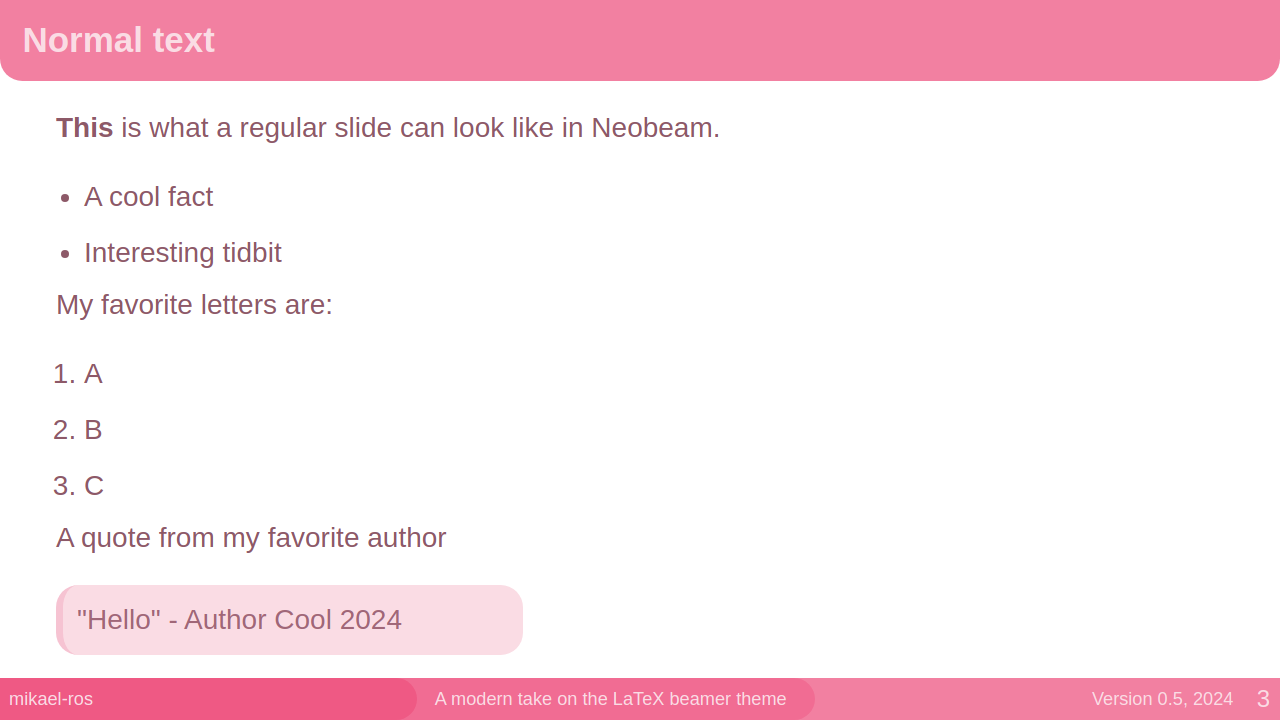 Normal text
This is what a regular slide can look like in Neobeam.
• A cool fact
• Interesting tidbit
My favorite letters are:
1. A
2. B
3. C
A quote from my favorite author
"Hello" - Author Cool 2024
mikael-ros
A modern take on the LaTeX beamer theme
Version 0.5, 2024
3